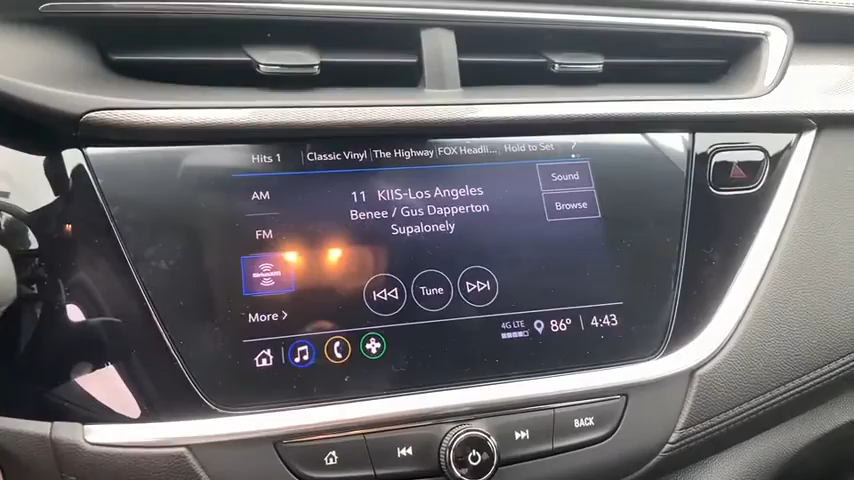 Hits 1 Classic Vinyl The Highway FOX Headli... Hold to Set
AM
11 KIIS-Los Angeles
Sound
Benee / Gus Dapperton
Browse
Supalonely
FM
SiriusXM
Tune
More
4G LTE 86° 4:43
BACK